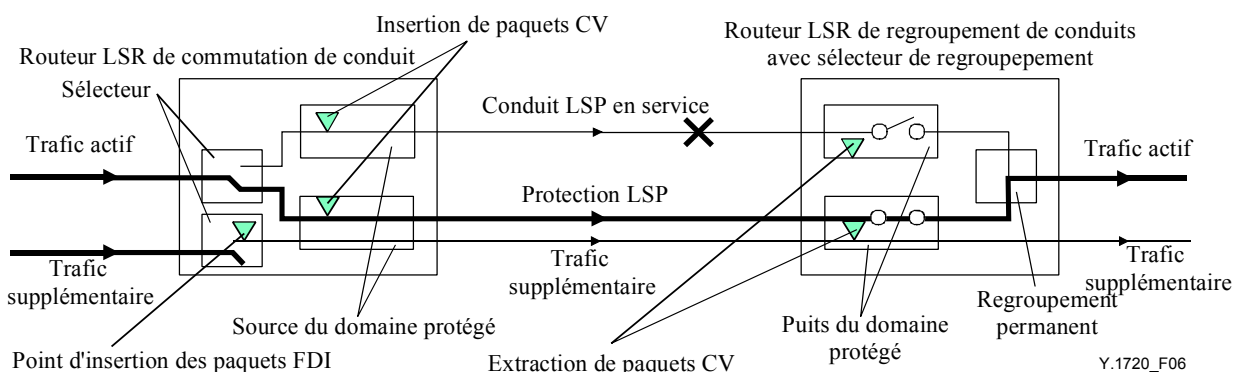 Insertion de paquets CV
Routeur LSR de regroupement de conduits
avec sélecteur de regroupepement
Routeur LSR de commutation de conduit
Sélecteur
Conduit LSP en service
Trafic actif
Trafic actif
Protection LSP
Trafic
supplémentaire
Trafic
supplémentaire
Trafic
supplémentaire
Regroupement
permanent
Source du domaine protégé
Puits du domaine
protégé
Point d'insertion des paquets FDI
Extraction de paquets CV
Y.1720_F06